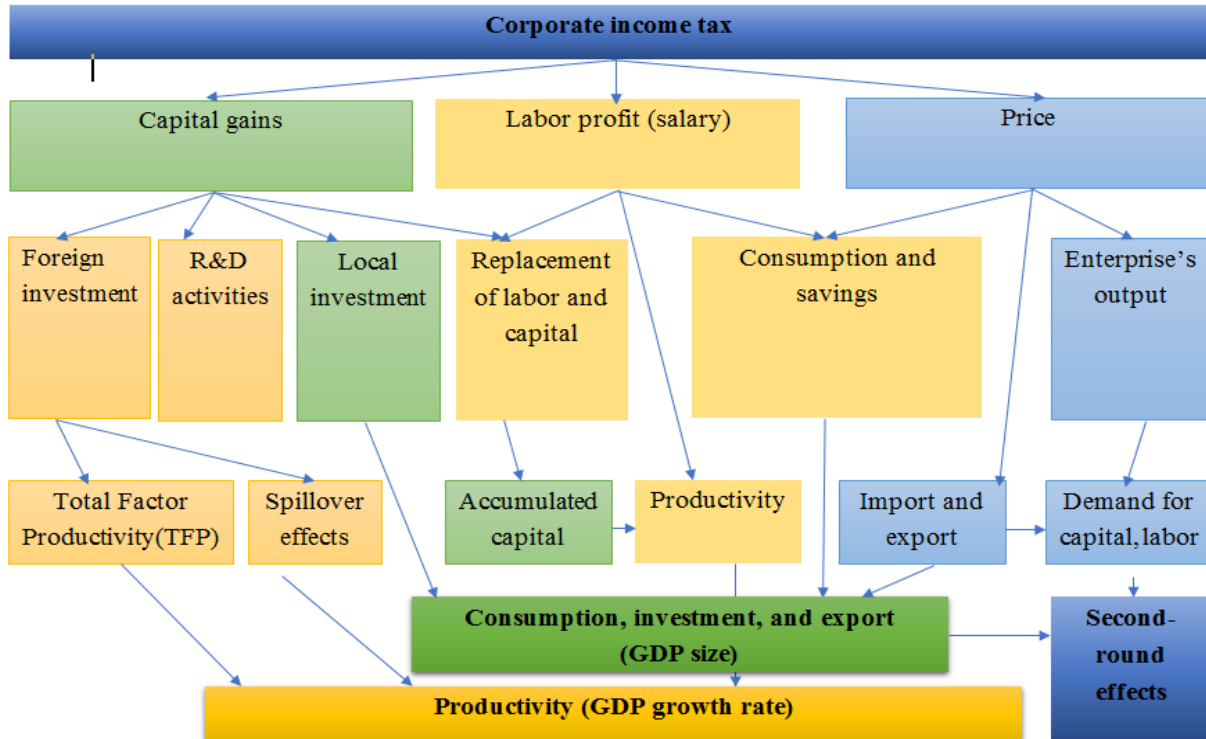 Corporate income tax
Capital gains
Labor profit (salary)
Price
Foreign
investment
R&D
activities
Local
investment
Replacement
of labor and
capital
Consumption and
savings
Enterprise's
output
Total Factor
Productivity(TFP)
Spillover
effects
Accumulated
capital
Productivity
Import and
export
Demand for
capital, labor
Consumption, investment, and export
(GDP size)
Second-
round
effects
Productivity (GDP growth rate)